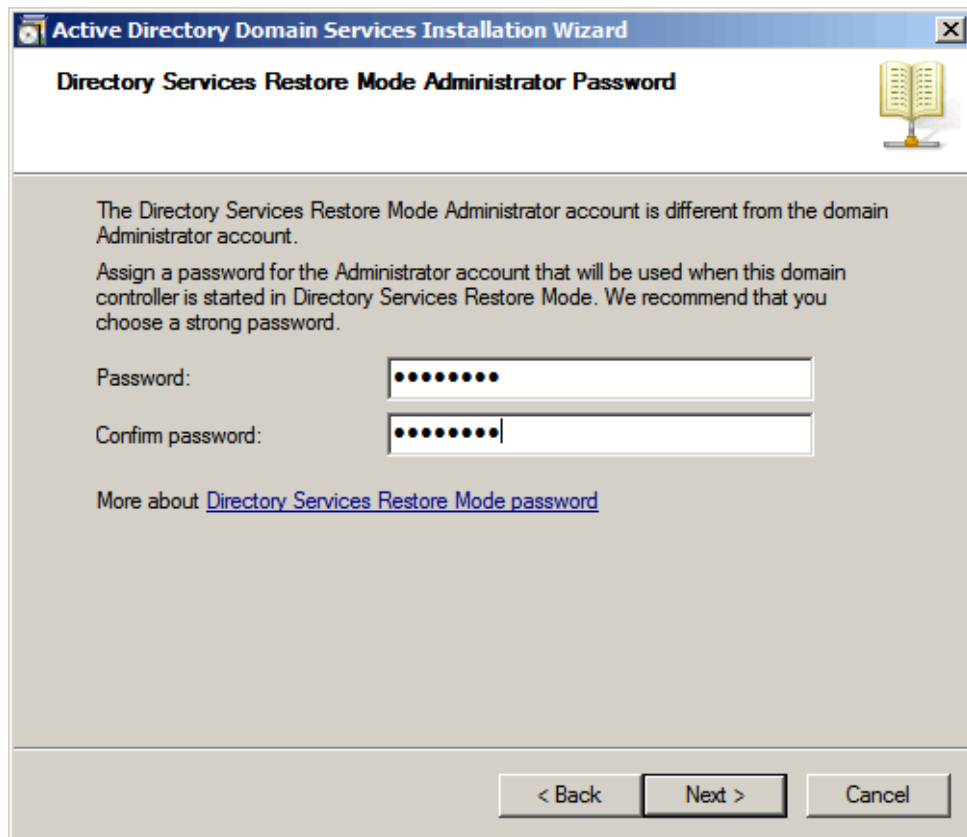 Active Directory Domain Services Installation Wizard
Directory Services Restore Mode Administrator Password
The Directory Services Restore Mode Administrator account is different from the domain
Administrator account.
Assign a password for the Administrator account that will be used when this domain
controller is started in Directory Services Restore Mode. We recommend that you
choose a strong password.
Password: ●●●●●●●●
Confirm password: ●●●●●●●●
More about Directory Services Restore Mode password
< Back Next > Cancel